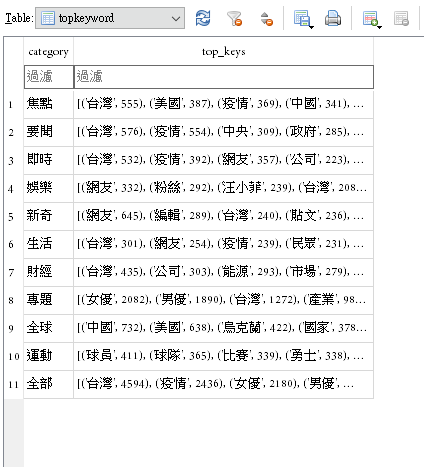 Table: topkeyword
category top_keys
過濾 過濾
1 焦點 [('台灣', 555), ('美國', 387), ('疫情', 369), ('中國', 341), ...
2 要聞 [('台灣', 576), ('疫情', 554), ('中央', 309), ('政府', 285), ...
3 即時 [('台灣', 532), ('疫情', 392), ('網友', 357), ('公司', 223), ...
4 娛樂 [('網友', 332), ('粉絲', 292), ('汪小菲', 239), ('台灣', 208...
5 新奇 [('網友', 645), ('編輯', 289), ('台灣', 240), ('貼文', 236), ...
6 生活 [('台灣', 301), ('網友', 254), ('疫情', 239), ('民眾', 231), ...
7 財經 [('台灣', 435), ('公司', 303), ('能源', 293), ('市場', 279), ...
8 專題 [('女優', 2082), ('男優', 1890), ('台灣', 1272), ('產業', 98...
9 全球 [('中國', 732), ('美國', 638), ('烏克蘭', 422), ('國家', 378...
10 運動 [('球員', 411), ('球隊', 365), ('比賽', 339), ('勇士', 338), ...
11 全部 [('台灣', 4594), ('疫情', 2436), ('女優', 2180), ('男優', ...